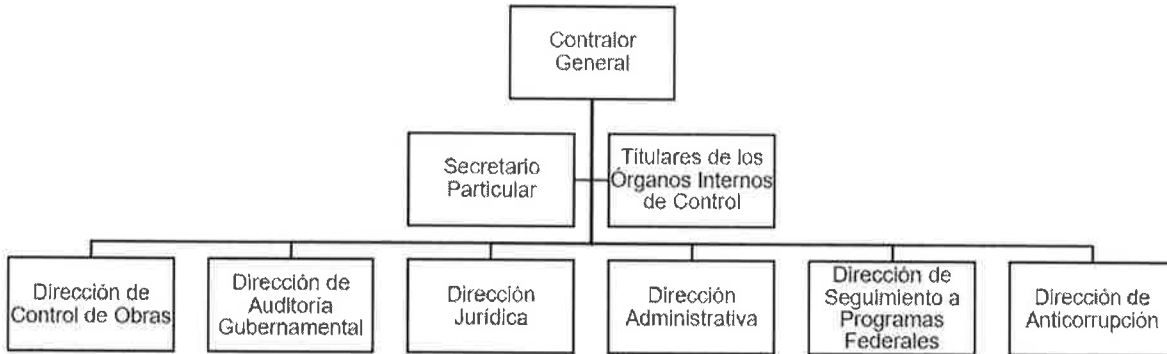 Contralor
General
Secretario
Particular
Titulares de los
Órganos Internos
de Control
Dirección de
Control de Obras
Dirección de
Auditoría
Gubernamental
Dirección
Jurídica
Dirección
Administrativa
Dirección de
Seguimiento a
Programas
Federales
Dirección de
Anticorrupción